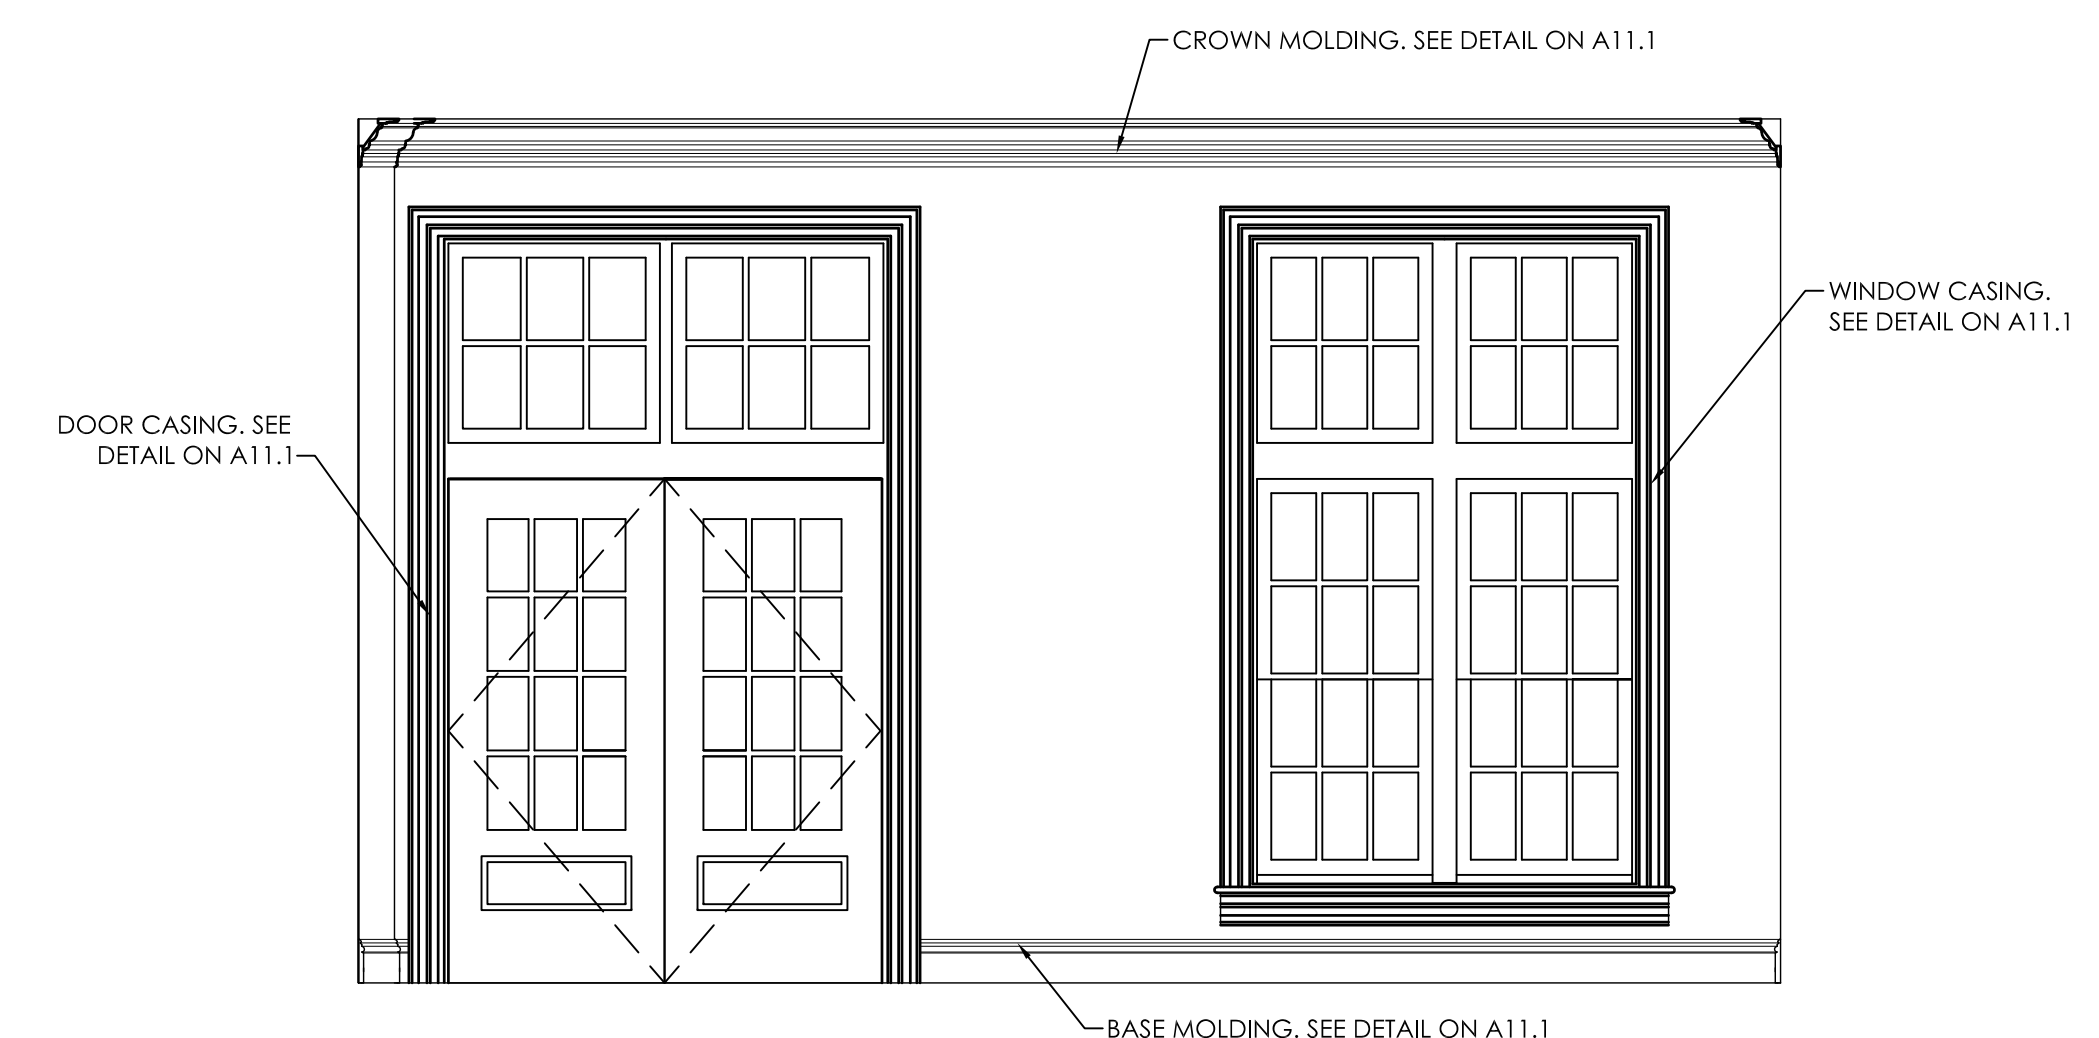 CROWN MOLDING. SEE DETAIL ON A11.1
WINDOW CASING.
SEE DETAIL ON A11.1
DOOR CASING. SEE
DETAIL ON A11.1
BASE MOLDING. SEE DETAIL ON A11.1